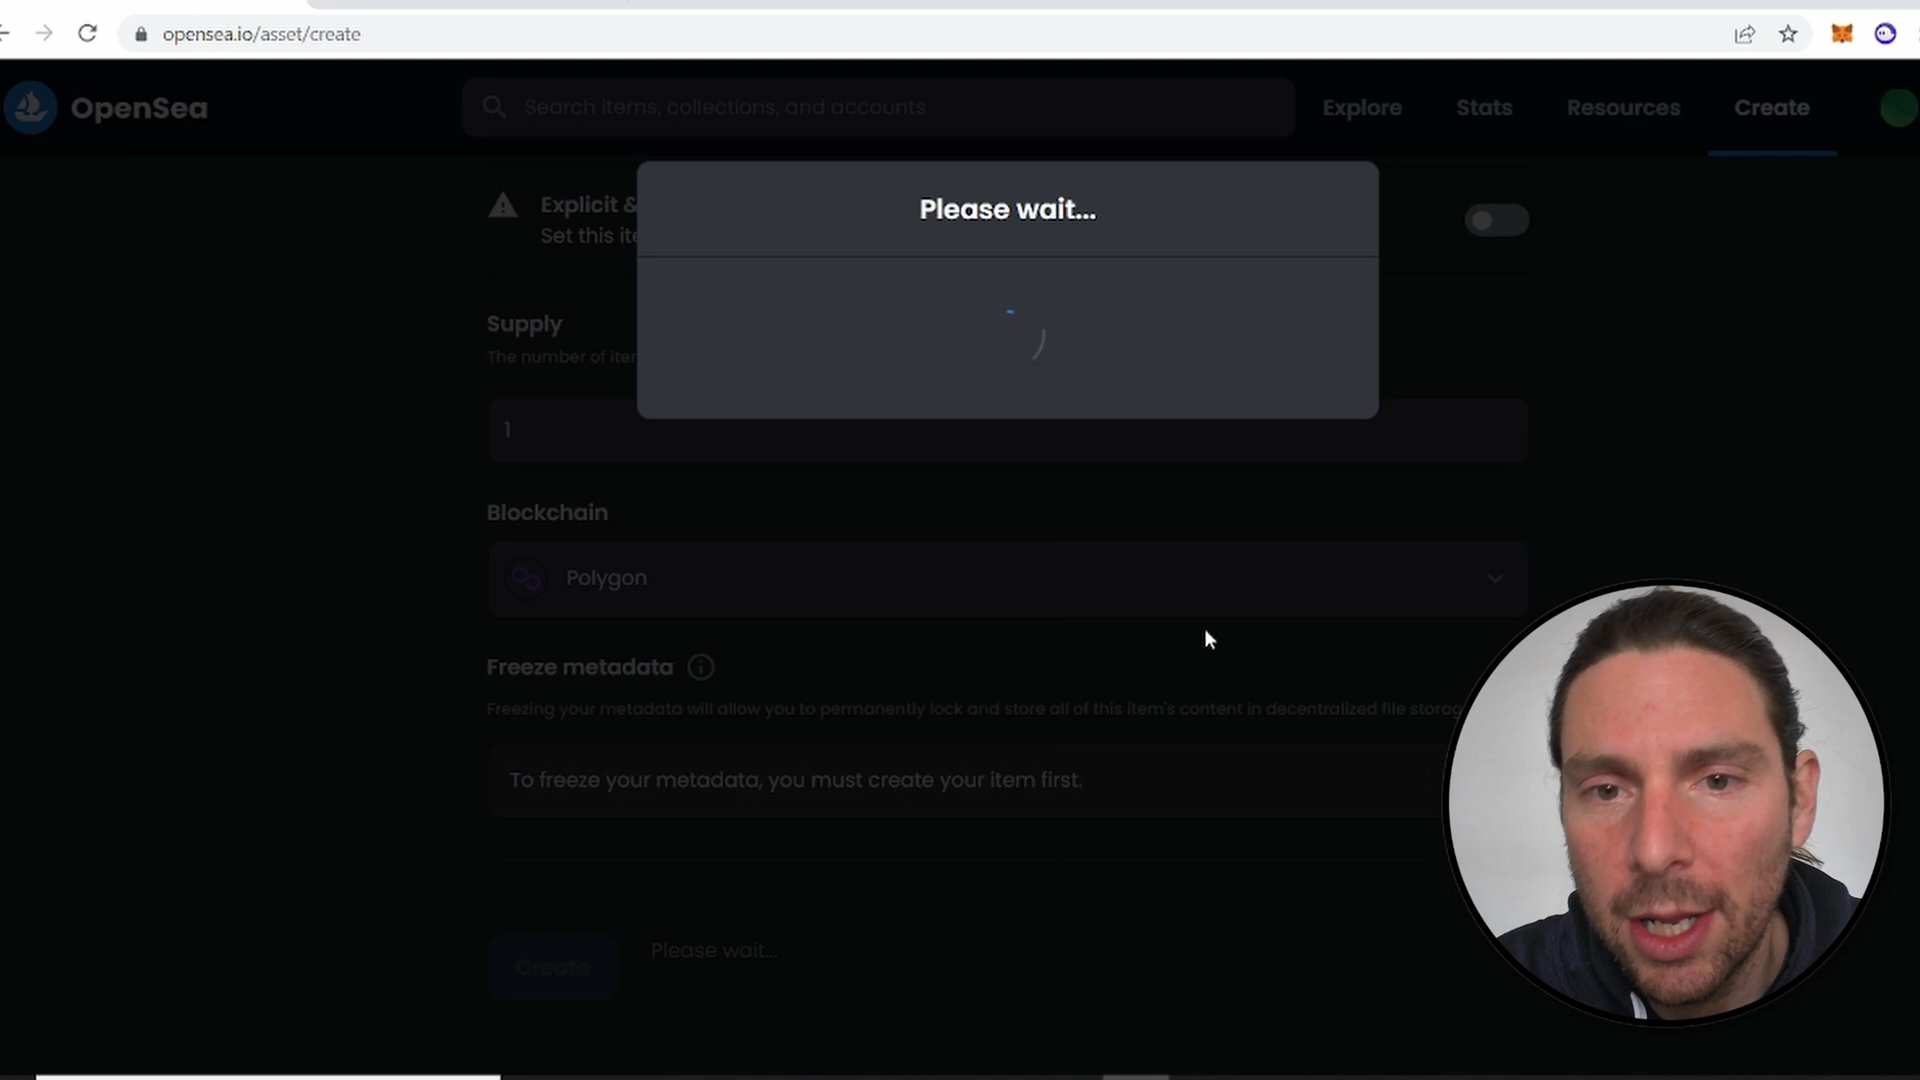 opensea.io/asset/create
OpenSea
Search items, collections, and accounts
Explore
Stats
Resources
Create
Please wait...
Explicit &
Set this ite
Supply
The number of iter
1
Blockchain
Polygon
Freeze metadata
Freezing your metadata will allow you to permanently lock and store all of this item's content in decentralized file storag
To freeze your metadata, you must create your item first.
Create
Please wait...